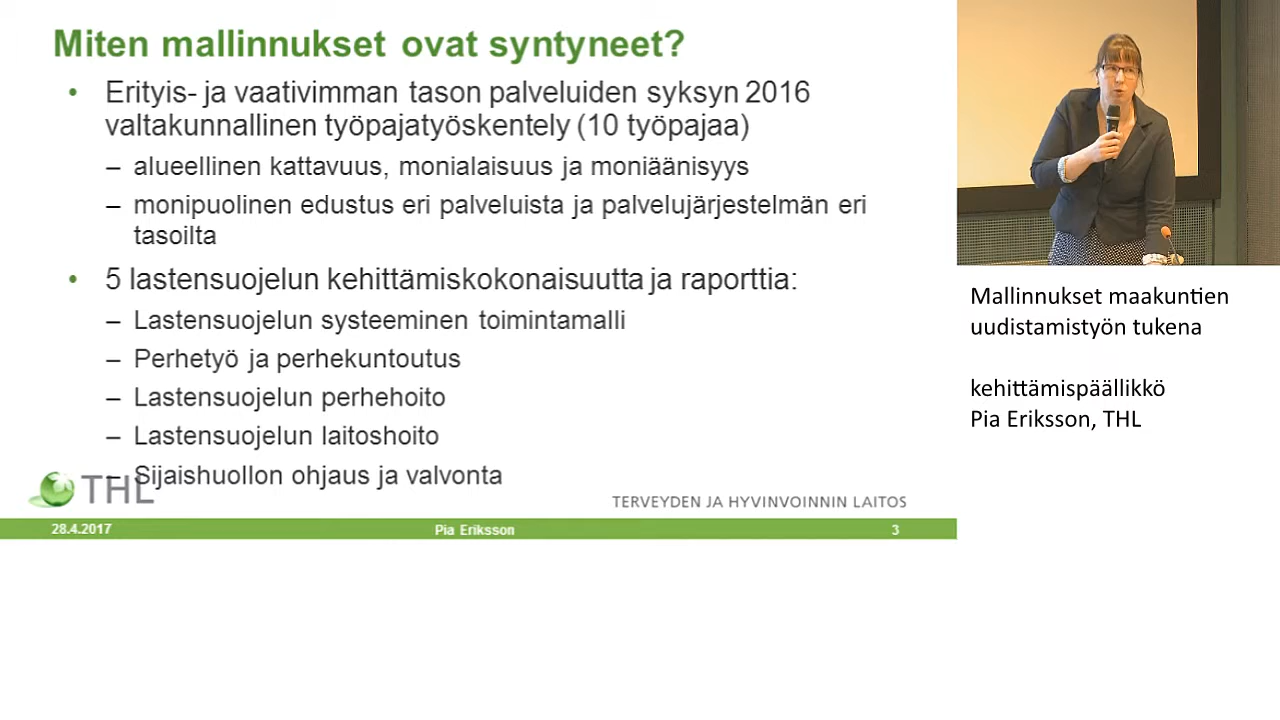 Miten mallinnukset ovat syntyneet?
• Erityis- ja vaativimman tason palveluiden syksyn 2016
valtakunnallinen työpajatyöskentely (10 työpajaa)
– alueellinen kattavuus, monialaisuus ja moniäänisyys
– monipuolinen edustus eri palveluista ja palvelujärjestelmän eri
tasoilta
• 5 lastensuojelun kehittämiskokonaisuutta ja raporttia:
– Lastensuojelun systeeminen toimintamalli
– Perhetyö ja perhekuntoutus
– Lastensuojelun perhehoito
– Lastensuojelun laitoshoito
– Sijaishuollon ohjaus ja valvonta
THL
TERVEYDEN JA HYVINVOINNIN LAITOS
28.4.2017 Pia Eriksson 3
Mallinnukset maakuntien
uudistamistyön tukena
kehittämispäällikkö
Pia Eriksson, THL